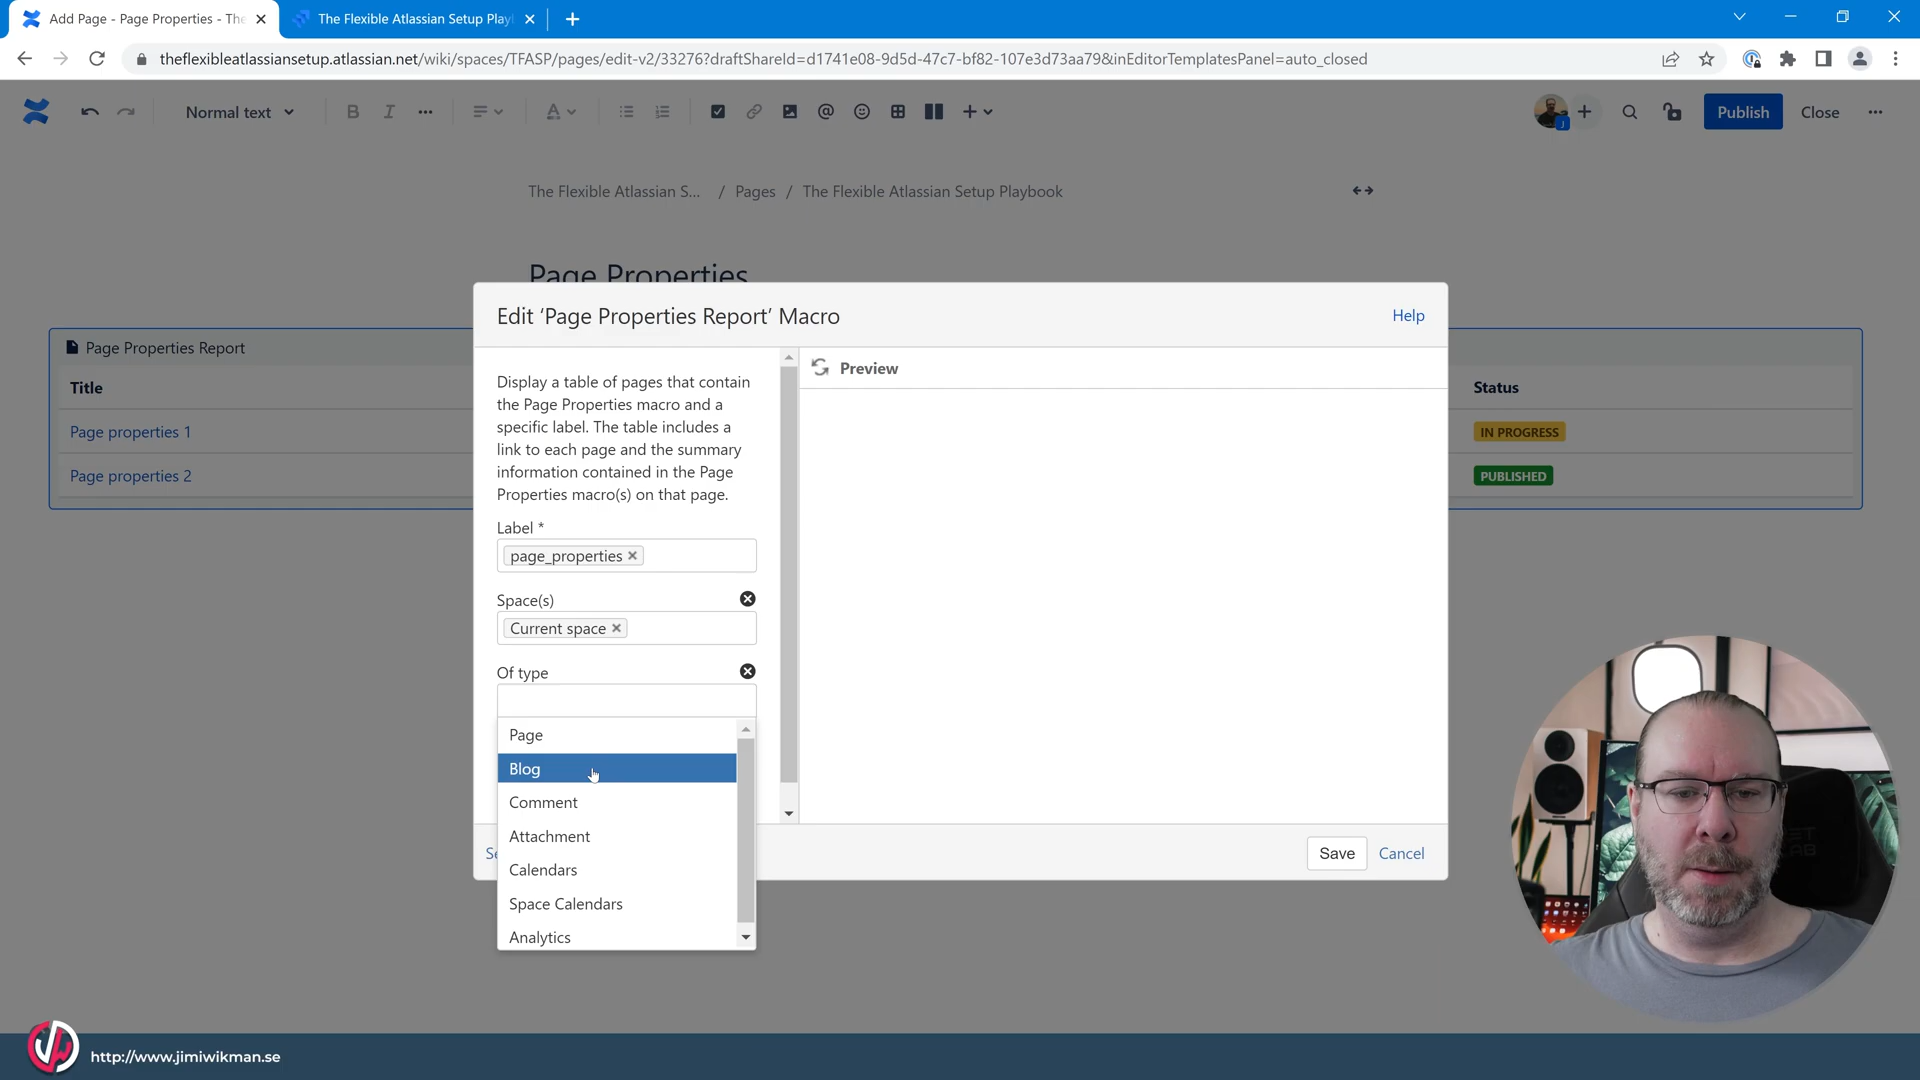 Add Page - Page Properties - The
The Flexible Atlassian Setup Play
theflexibleatlassiansetup.atlassian.net/wiki/spaces/TFASP/pages/edit-v2/33276?draftShareId=d1741e08-9d5d-47c7-bf82-107e3d73aa79&inEditorTemplatesPanel=auto_closed
Normal text
Publish
Close
The Flexible Atlassian S... / Pages / The Flexible Atlassian Setup Playbook
Page Properties
Edit ‘Page Properties Report’ Macro
Help
Page Properties Report
Title
Status
Page properties 1
IN PROGRESS
Page properties 2
PUBLISHED
Display a table of pages that contain
the Page Properties macro and a
specific label. The table includes a
link to each page and the summary
information contained in the Page
Properties macro(s) on that page.
Preview
Label *
page_properties
Space(s)
Current space
Of type
Page
Blog
Comment
Attachment
Calendars
Space Calendars
Analytics
Save
Cancel
http://www.jimiwikman.se